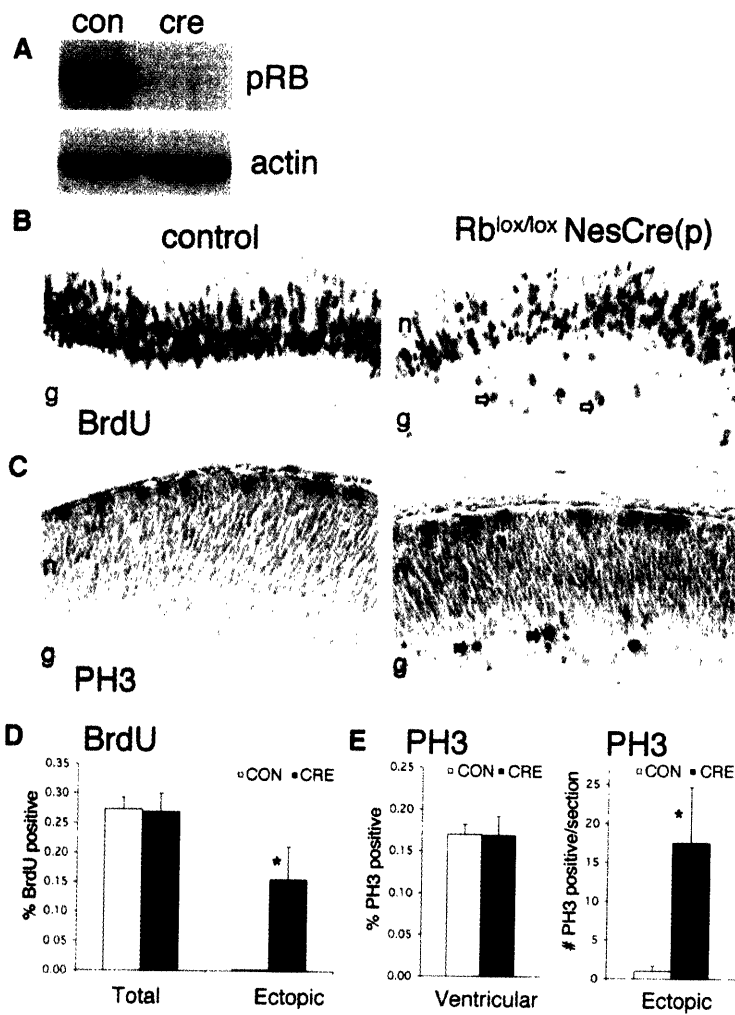 con cre
A
pRB
actin
B
control
Rb^lox/lox NesCre(p)
n
g
g
BrdU
C
n
g
g
PH3
D BrdU
□CON ■CRE
% BrdU positive
0.35
0.30
0.25
0.20
0.15
0.10
0.05
0.00
*
Total Ectopic
E PH3
□CON ■CRE
% PH3 positive
0.25
0.20
0.15
0.10
0.05
0.00
Ventricular
PH3
□CON ■CRE
# PH3 positive/section
25
20
15
10
5
0
*
Ectopic